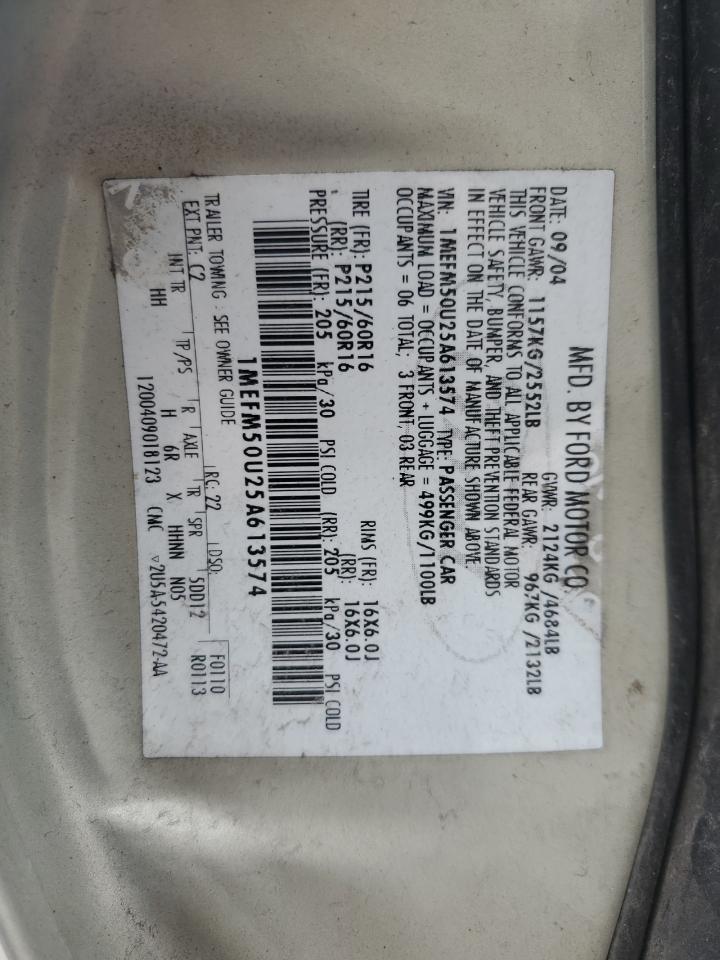 MFD. BY FORD MOTOR CO.
DATE: 09/04 GVWR: 2124KG /4684LB
FRONT GAWR: 1157KG/2552LB REAR GAWR: 967KG /2132LB
THIS VEHICLE CONFORMS TO ALL APPLICABLE FEDERAL MOTOR
VEHICLE SAFETY, BUMPER, AND THEFT PREVENTION STANDARDS
IN EFFECT ON THE DATE OF MANUFACTURE SHOWN ABOVE.
VIN: 1MEFM50U25A613574 TYPE: PASSENGER CAR
MAXIMUM LOAD = OCCUPANTS + LUGGAGE = 499KG/1100LB
OCCUPANTS = 06 TOTAL; 3 FRONT, 03 REAR
TIRE (FR): P215/60R16 RIMS (FR): 16X6.0J
(RR): P215/60R16 (RR): 16X6.0J
PRESSURE (FR): 205 kPa/30 PSI COLD (RR): 205 kPa/30 PSI COLD
1MEFM50U25A613574
TRAILER TOWING : SEE OWNER GUIDE
EXT PNT: C2 RC: 22 DSO: F0110
INT TR TP/PS R AXLE TR SPR 5DD12 R0113
HH H 6R X HHNN N05
1200409018123 CMC ▽2U5A-5420472-AA